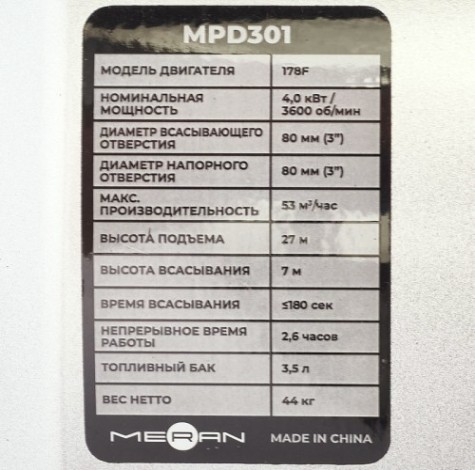 MPD301
МОДЕЛЬ ДВИГАТЕЛЯ 178F
НОМИНАЛЬНАЯ МОЩНОСТЬ 4,0 кВт / 3600 об/мин
ДИАМЕТР ВСАСЫВАЮЩЕГО ОТВЕРСТИЯ 80 мм (3”)
ДИАМЕТР НАПОРНОГО ОТВЕРСТИЯ 80 мм (3”)
МАКС. ПРОИЗВОДИТЕЛЬНОСТЬ 53 м³/час
ВЫСОТА ПОДЪЕМА 27 м
ВЫСОТА ВСАСЫВАНИЯ 7 м
ВРЕМЯ ВСАСЫВАНИЯ ≤180 сек
НЕПРЕРЫВНОЕ ВРЕМЯ РАБОТЫ 2,6 часов
ТОПЛИВНЫЙ БАК 3,5 л
ВЕС НЕТТО 44 кг
MERAN MADE IN CHINA